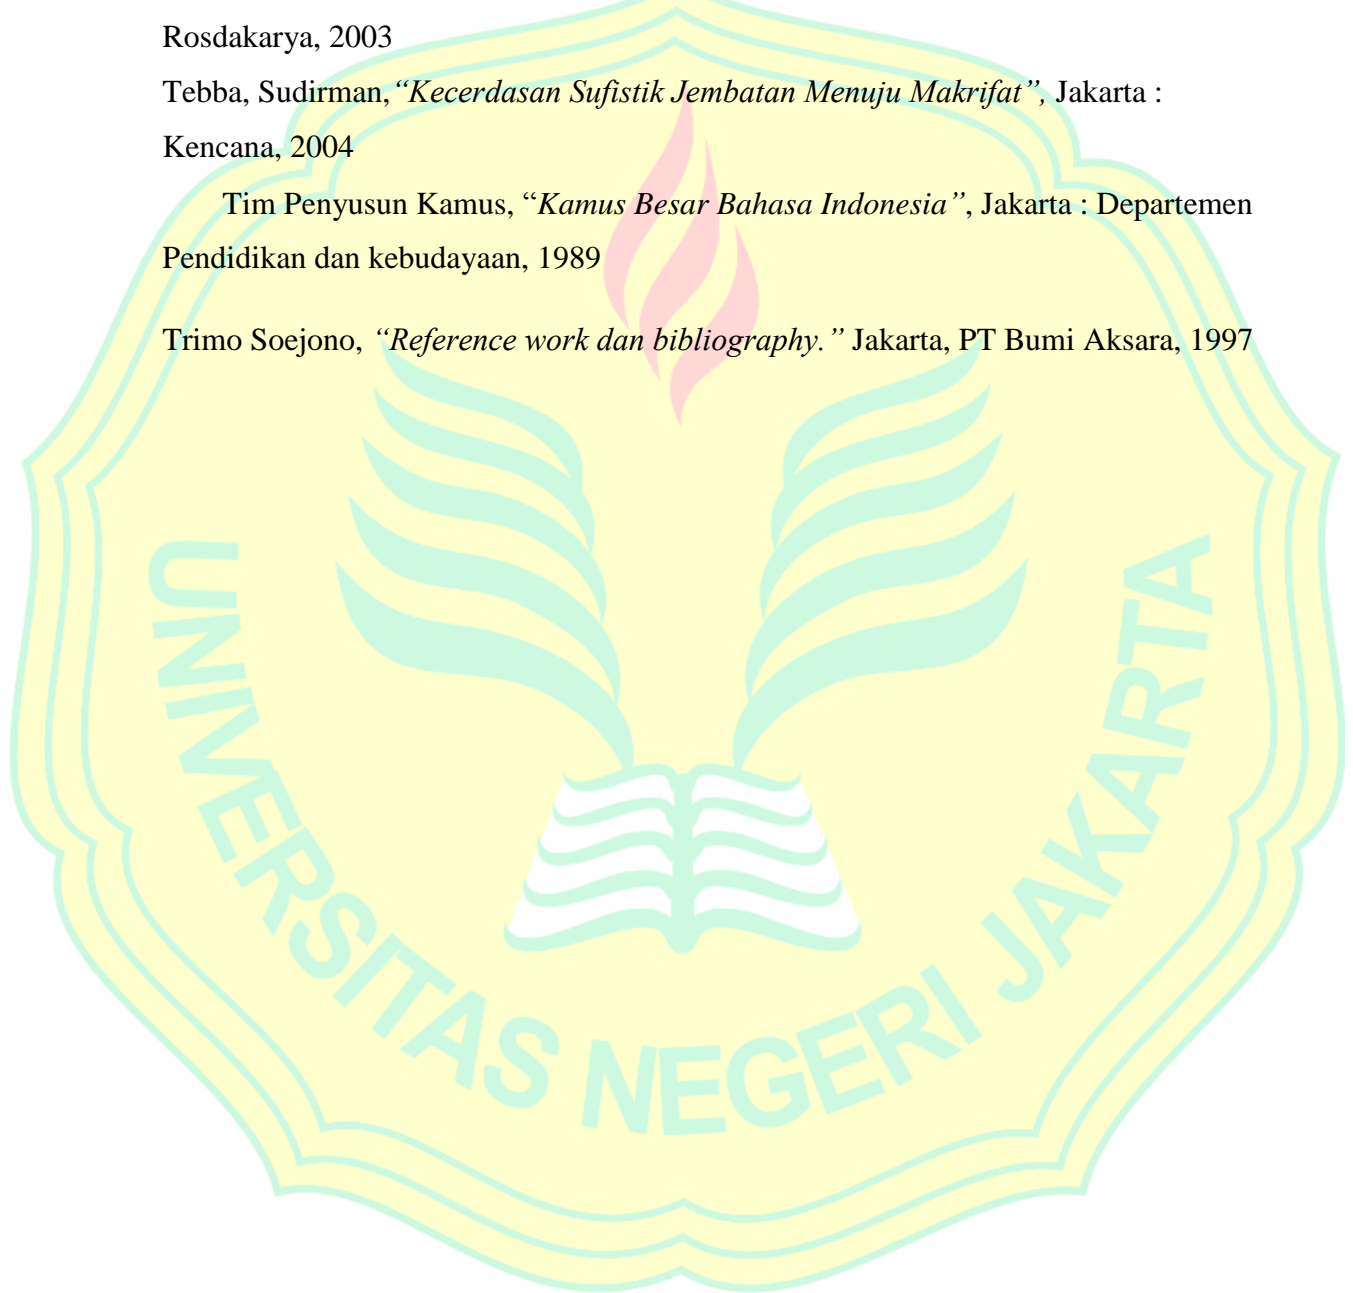 Rosdakarya, 2003
Tebba, Sudirman,“Kecerdasan Sufistik Jembatan Menuju Makrifat”, Jakarta :
Kencana, 2004
Tim Penyusun Kamus, “Kamus Besar Bahasa Indonesia”, Jakarta : Departemen
Pendidikan dan kebudayaan, 1989
Trimo Soejono, “Reference work dan bibliography.” Jakarta, PT Bumi Aksara, 1997
UNIVERSITAS NEGERI JAKARTA